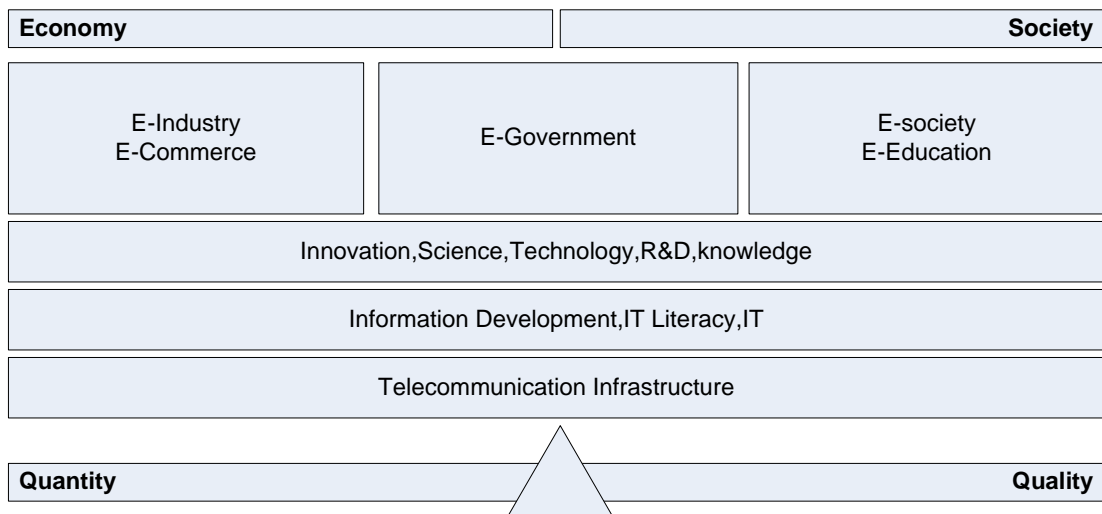 Economy
Society
E-Industry
E-Commerce
E-Government
E-society
E-Education
Innovation,Science,Technology,R&D,knowledge
Information Development,IT Literacy,IT
Telecommunication Infrastructure
Quantity
Quality